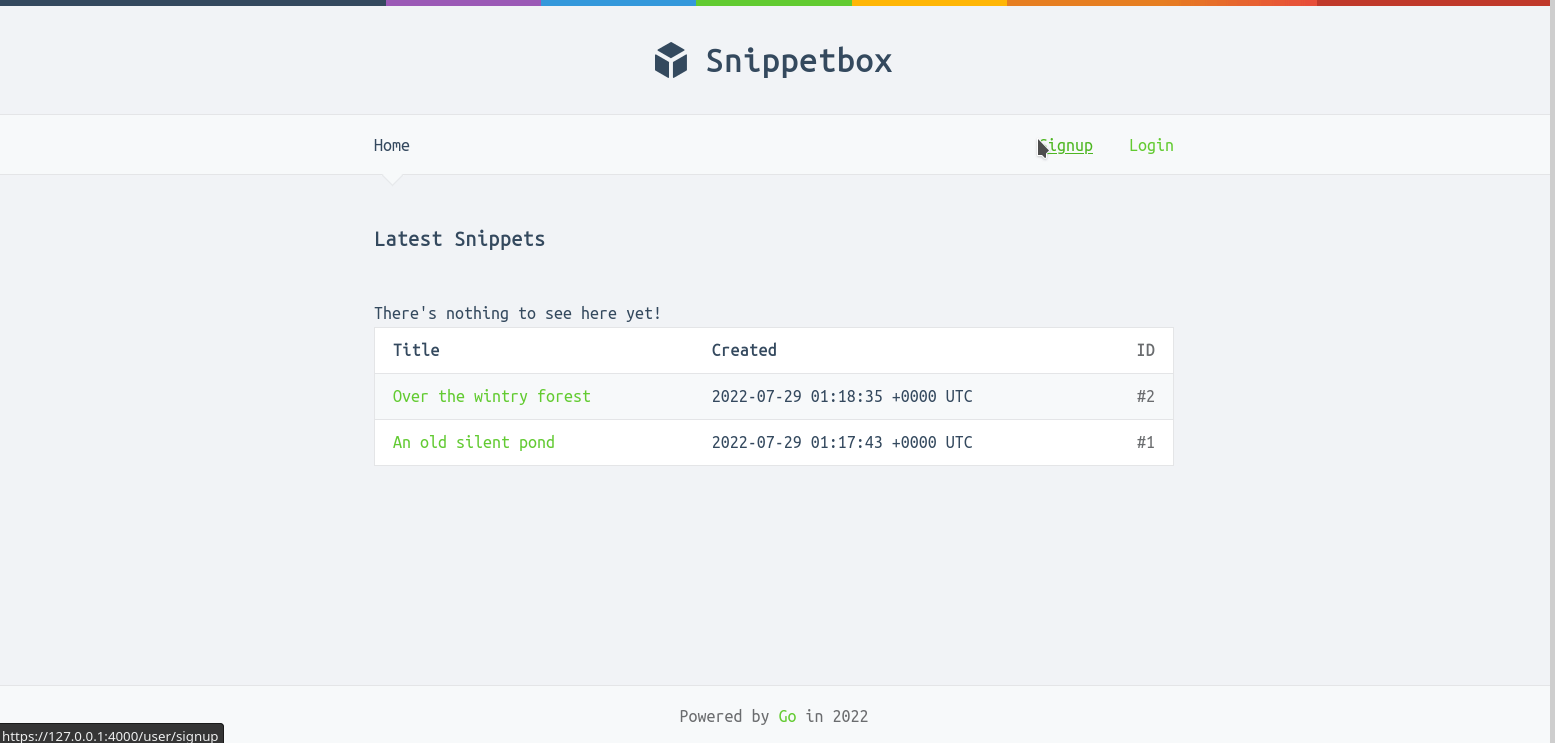 Snippetbox
Home Signup Login
Latest Snippets
There's nothing to see here yet!
Title Created ID
Over the wintry forest 2022-07-29 01:18:35 +0000 UTC #2
An old silent pond 2022-07-29 01:17:43 +0000 UTC #1
Powered by Go in 2022
https://127.0.0.1:4000/user/signup